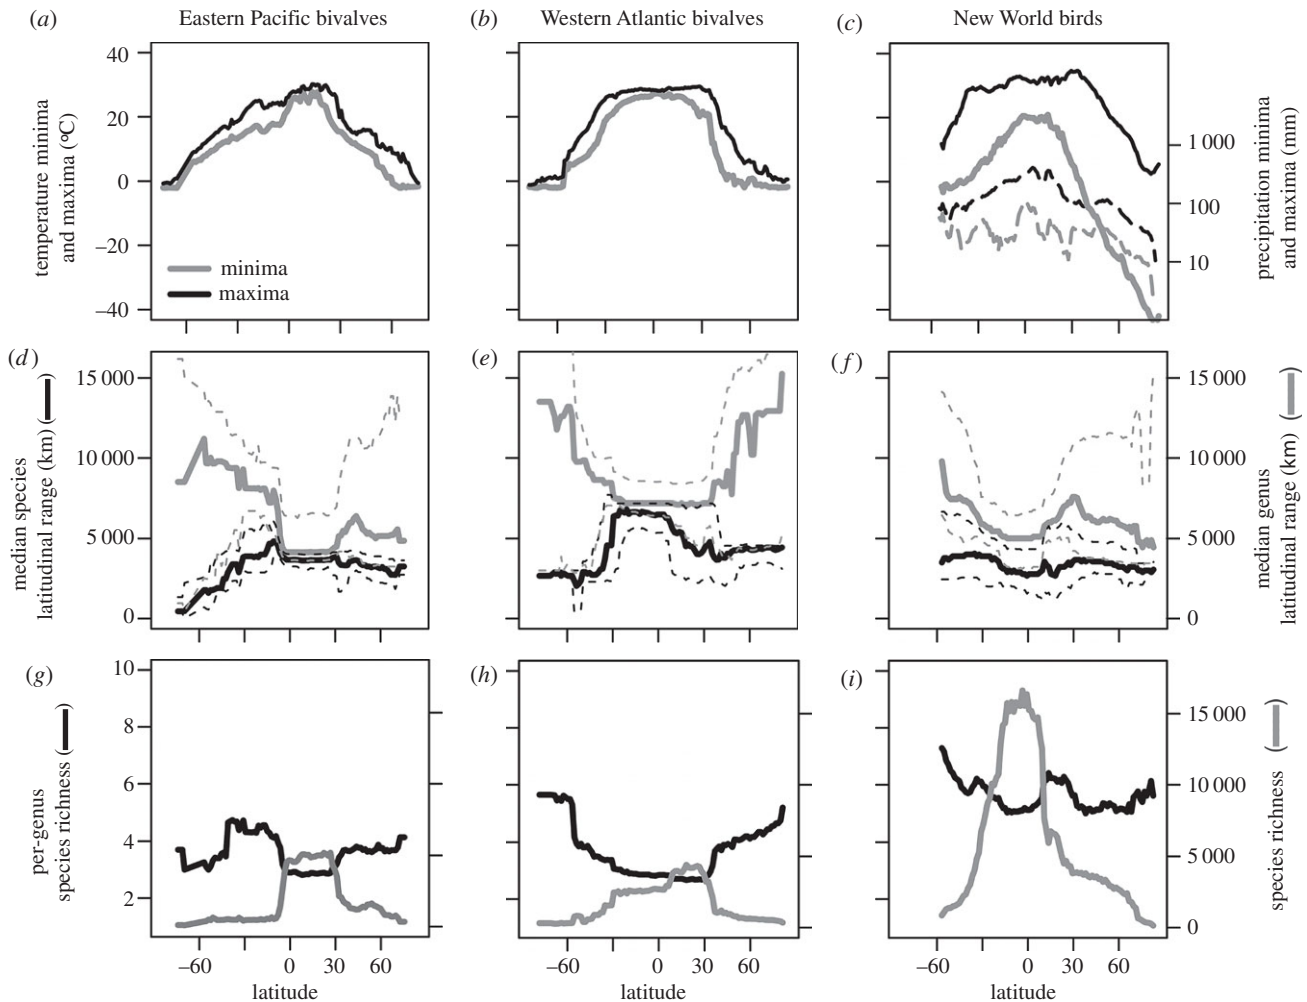 (a) Eastern Pacific bivalves
(b) Western Atlantic bivalves
(c) New World birds
temperature minima
and maxima (°C)
40
20
0
–20
–40
minima
maxima
1 000
100
10
precipitation minima
and maxima (mm)
(d)
(e)
(f)
median species
latitudinal range (km) ( )
15 000
10 000
5 000
0
15 000
10 000
5 000
0
median genus
latitudinal range (km) ( )
(g)
(h)
(i)
per-genus
species richness ( )
10
8
6
4
2
15 000
10 000
5 000
0
species richness ( )
–60 0 30 60
–60 0 30 60
–60 0 30 60
latitude
latitude
latitude